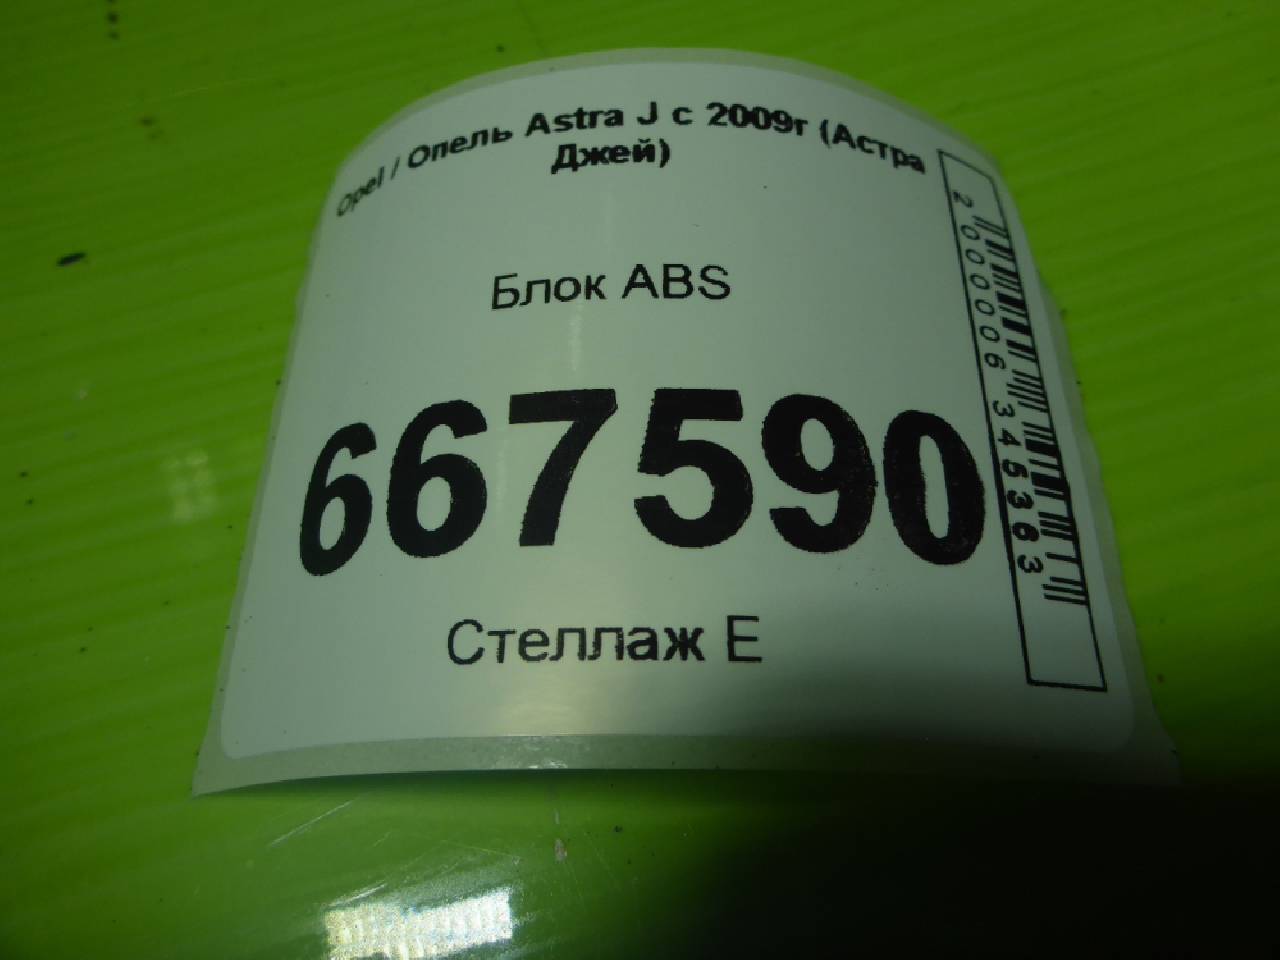 Opel / Опель Astra J с 2009г (Астра
Джей)
Блок ABS
667590
Стеллаж Е
2000006345363